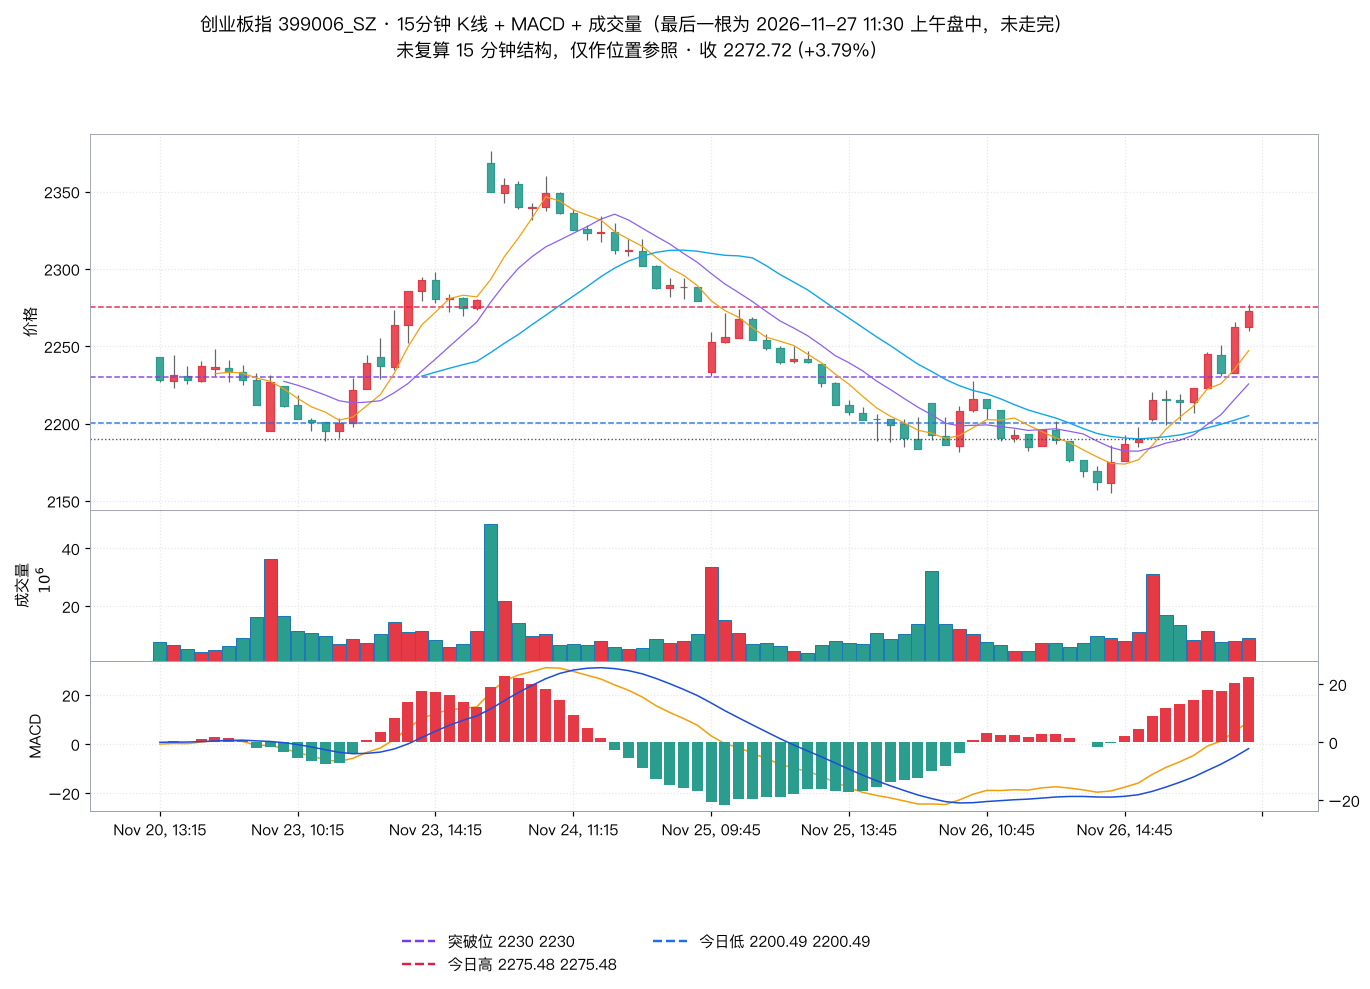 创业板指 399006_SZ · 15分钟 K线 + MACD + 成交量（最后一根为 2026−11−27 11:30 上午盘中，未走完）
未复算 15 分钟结构，仅作位置参照 · 收 2272.72 (+3.79%)
价格
2350
2300
2250
2200
2150
成交量
10⁶
40
20
MACD
20
0
−20
20
0
−20
Nov 20, 13:15
Nov 23, 10:15
Nov 23, 14:15
Nov 24, 11:15
Nov 25, 09:45
Nov 25, 13:45
Nov 26, 10:45
Nov 26, 14:45
突破位 2230 2230
今日高 2275.48 2275.48
今日低 2200.49 2200.49